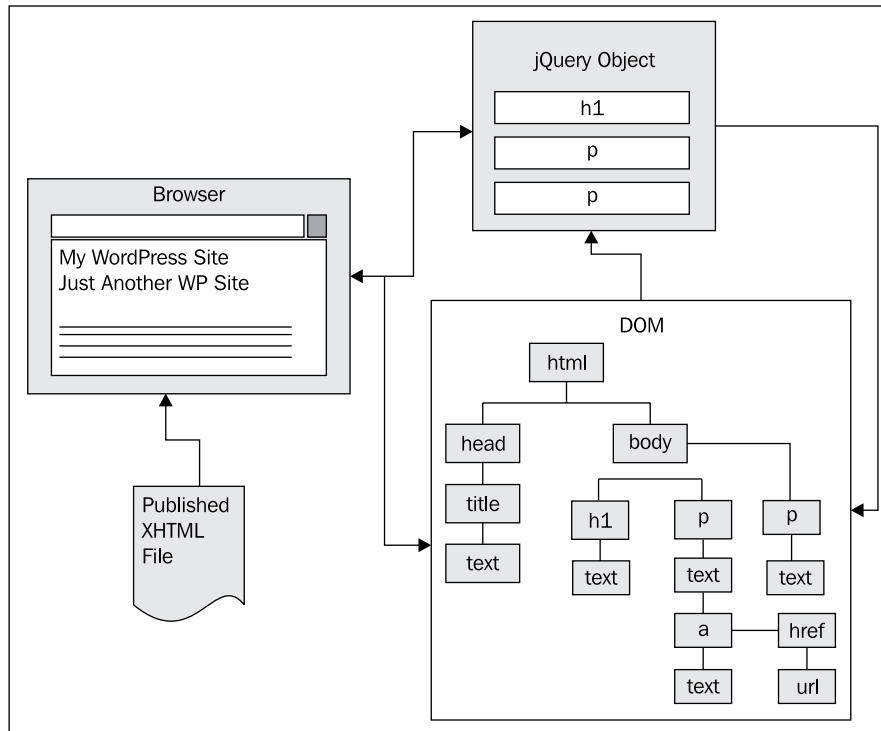 jQuery Object
h1
p
p
Browser
My WordPress Site
Just Another WP Site
Published
XHTML
File
DOM
html
head
body
title
h1
p
p
text
text
text
text
a
href
text
url